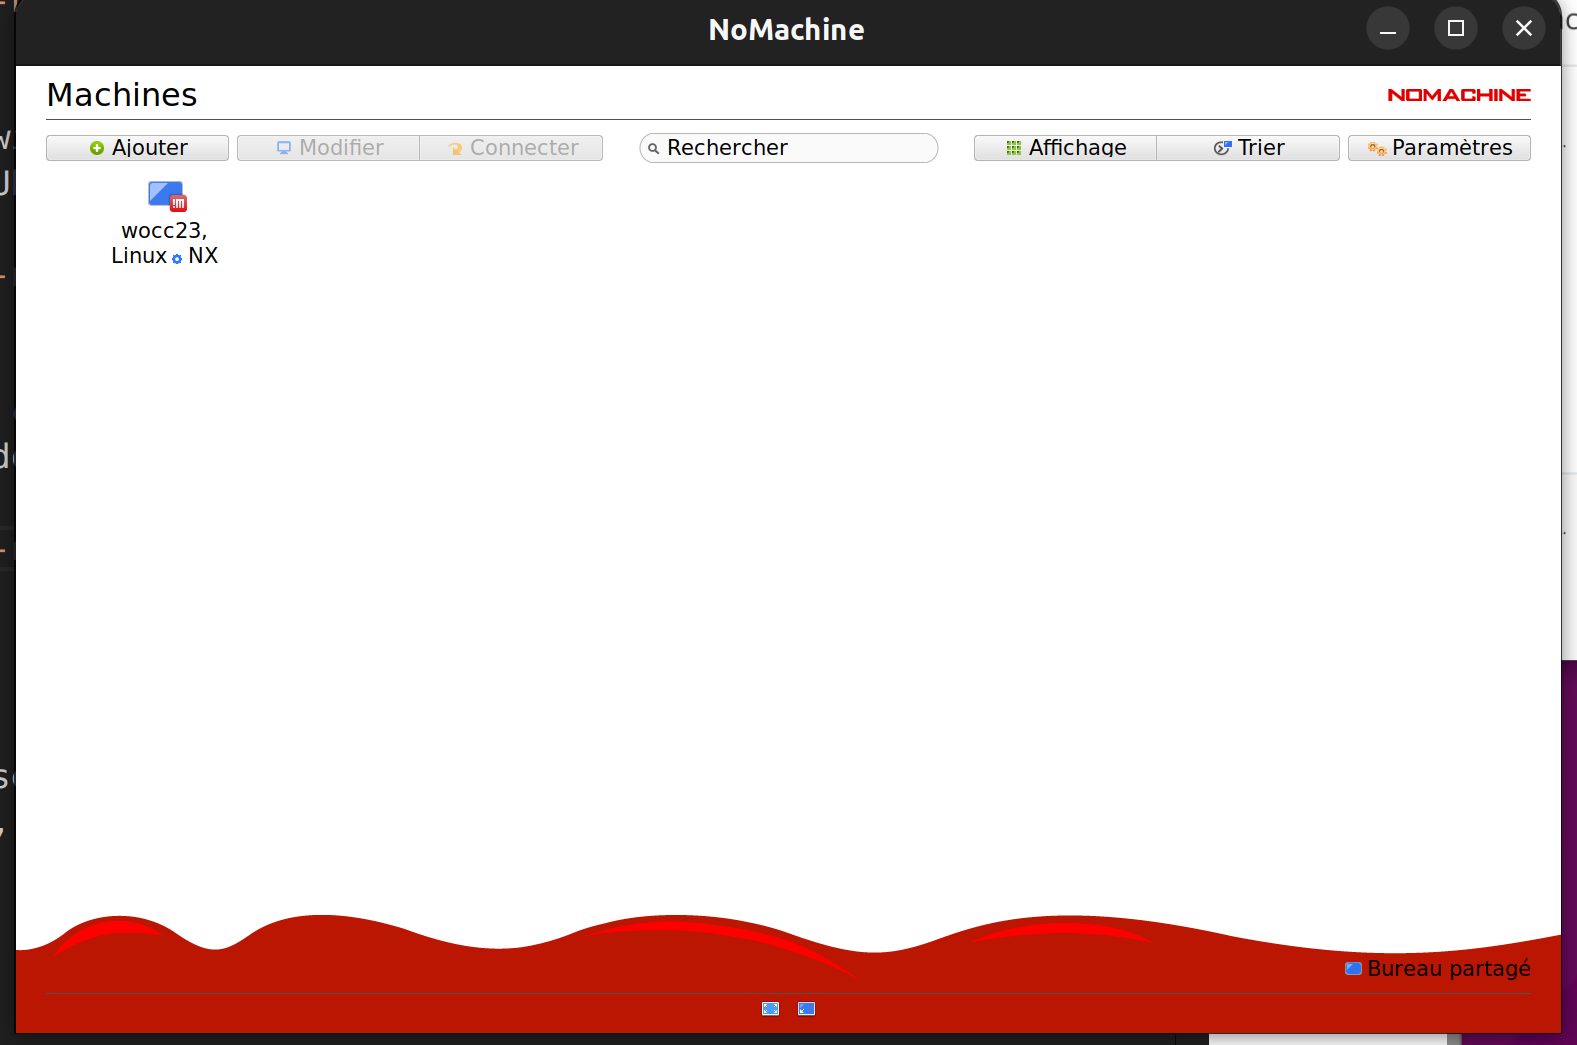 NoMachine
Machines
NOMACHINE
Ajouter
Modifier
Connecter
Rechercher
Affichage
Trier
Paramètres
wocc23,
Linux NX
Bureau partagé